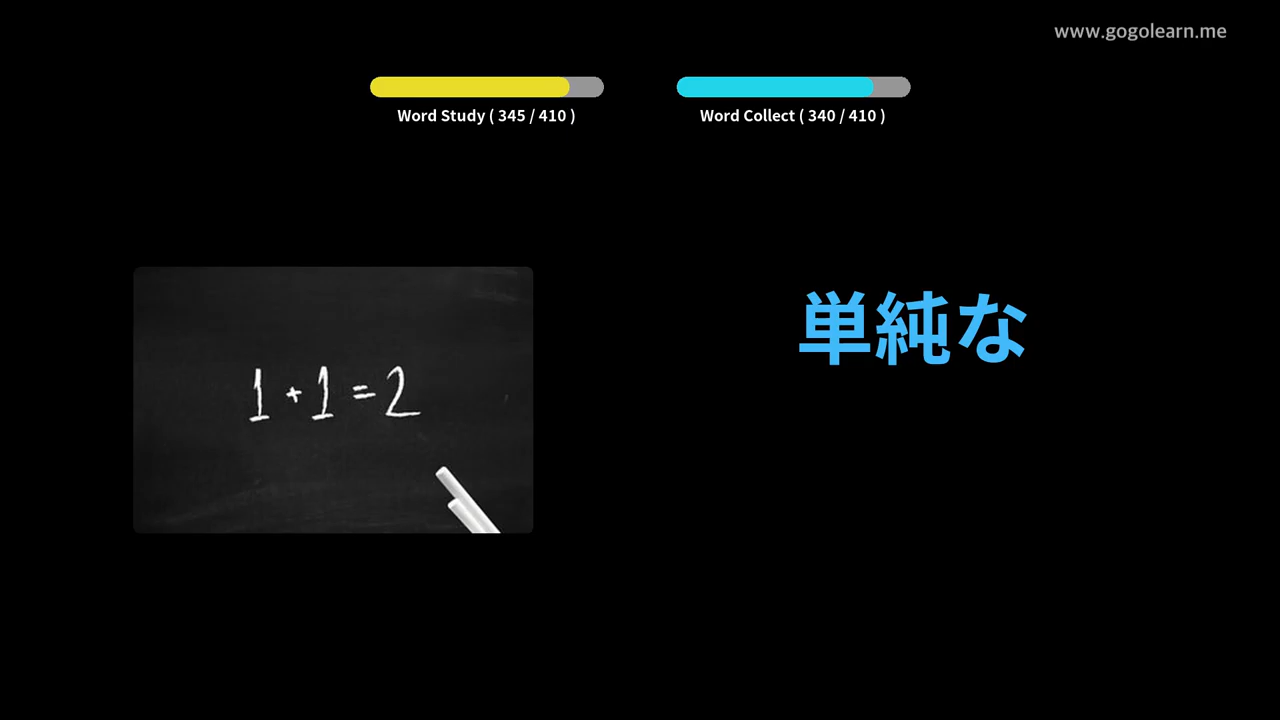 www.gogolearn.me
Word Study ( 345 / 410 )
Word Collect ( 340 / 410 )
単純な
1 + 1 = 2